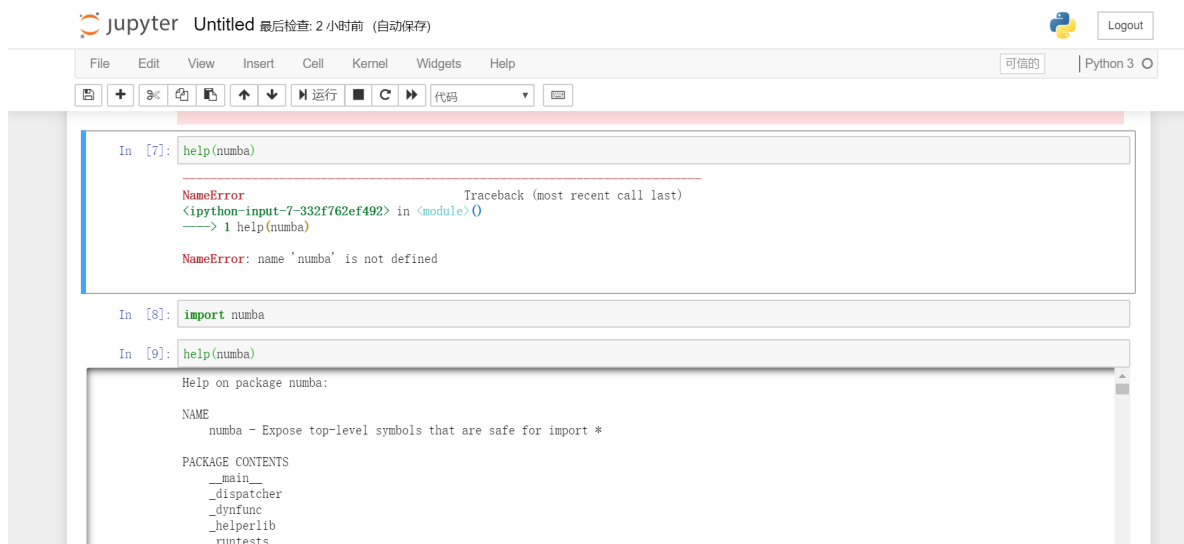 jupyter Untitled 最后检查: 2 小时前 (自动保存) Logout
File Edit View Insert Cell Kernel Widgets Help 可信的 Python 3
运行 代码
In [7]: help(numba)
NameError Traceback (most recent call last)
<ipython-input-7-332f762ef492> in <module>()
----> 1 help(numba)
NameError: name 'numba' is not defined
In [8]: import numba
In [9]: help(numba)
Help on package numba:
NAME
numba - Expose top-level symbols that are safe for import *
PACKAGE CONTENTS
__main__
_dispatcher
_dynfunc
_helperlib
_runtests